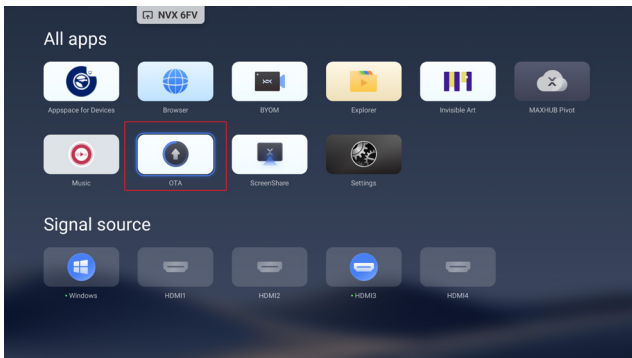 NVX 6FV
All apps
Appspace for Devices
Browser
BYOM
Explorer
Invisible Art
MAXHUB Pivot
Music
OTA
ScreenShare
Settings
Signal source
• Windows
HDMI1
HDMI2
• HDMI3
HDMI4